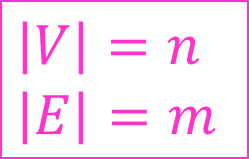 |V| = n
|E| = m